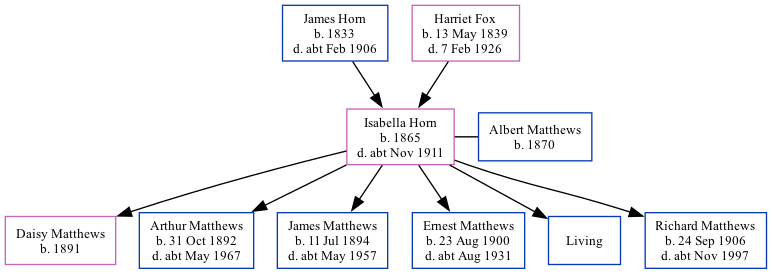 James Horn
b. 1833
d. abt Feb 1906
Harriet Fox
b. 13 May 1839
d. 7 Feb 1926
Isabella Horn
b. 1865
d. abt Nov 1911
Albert Matthews
b. 1870
Daisy Matthews
b. 1891
Arthur Matthews
b. 31 Oct 1892
d. abt May 1967
James Matthews
b. 11 Jul 1894
d. abt May 1957
Ernest Matthews
b. 23 Aug 1900
d. abt Aug 1931
Living
Richard Matthews
b. 24 Sep 1906
d. abt Nov 1997